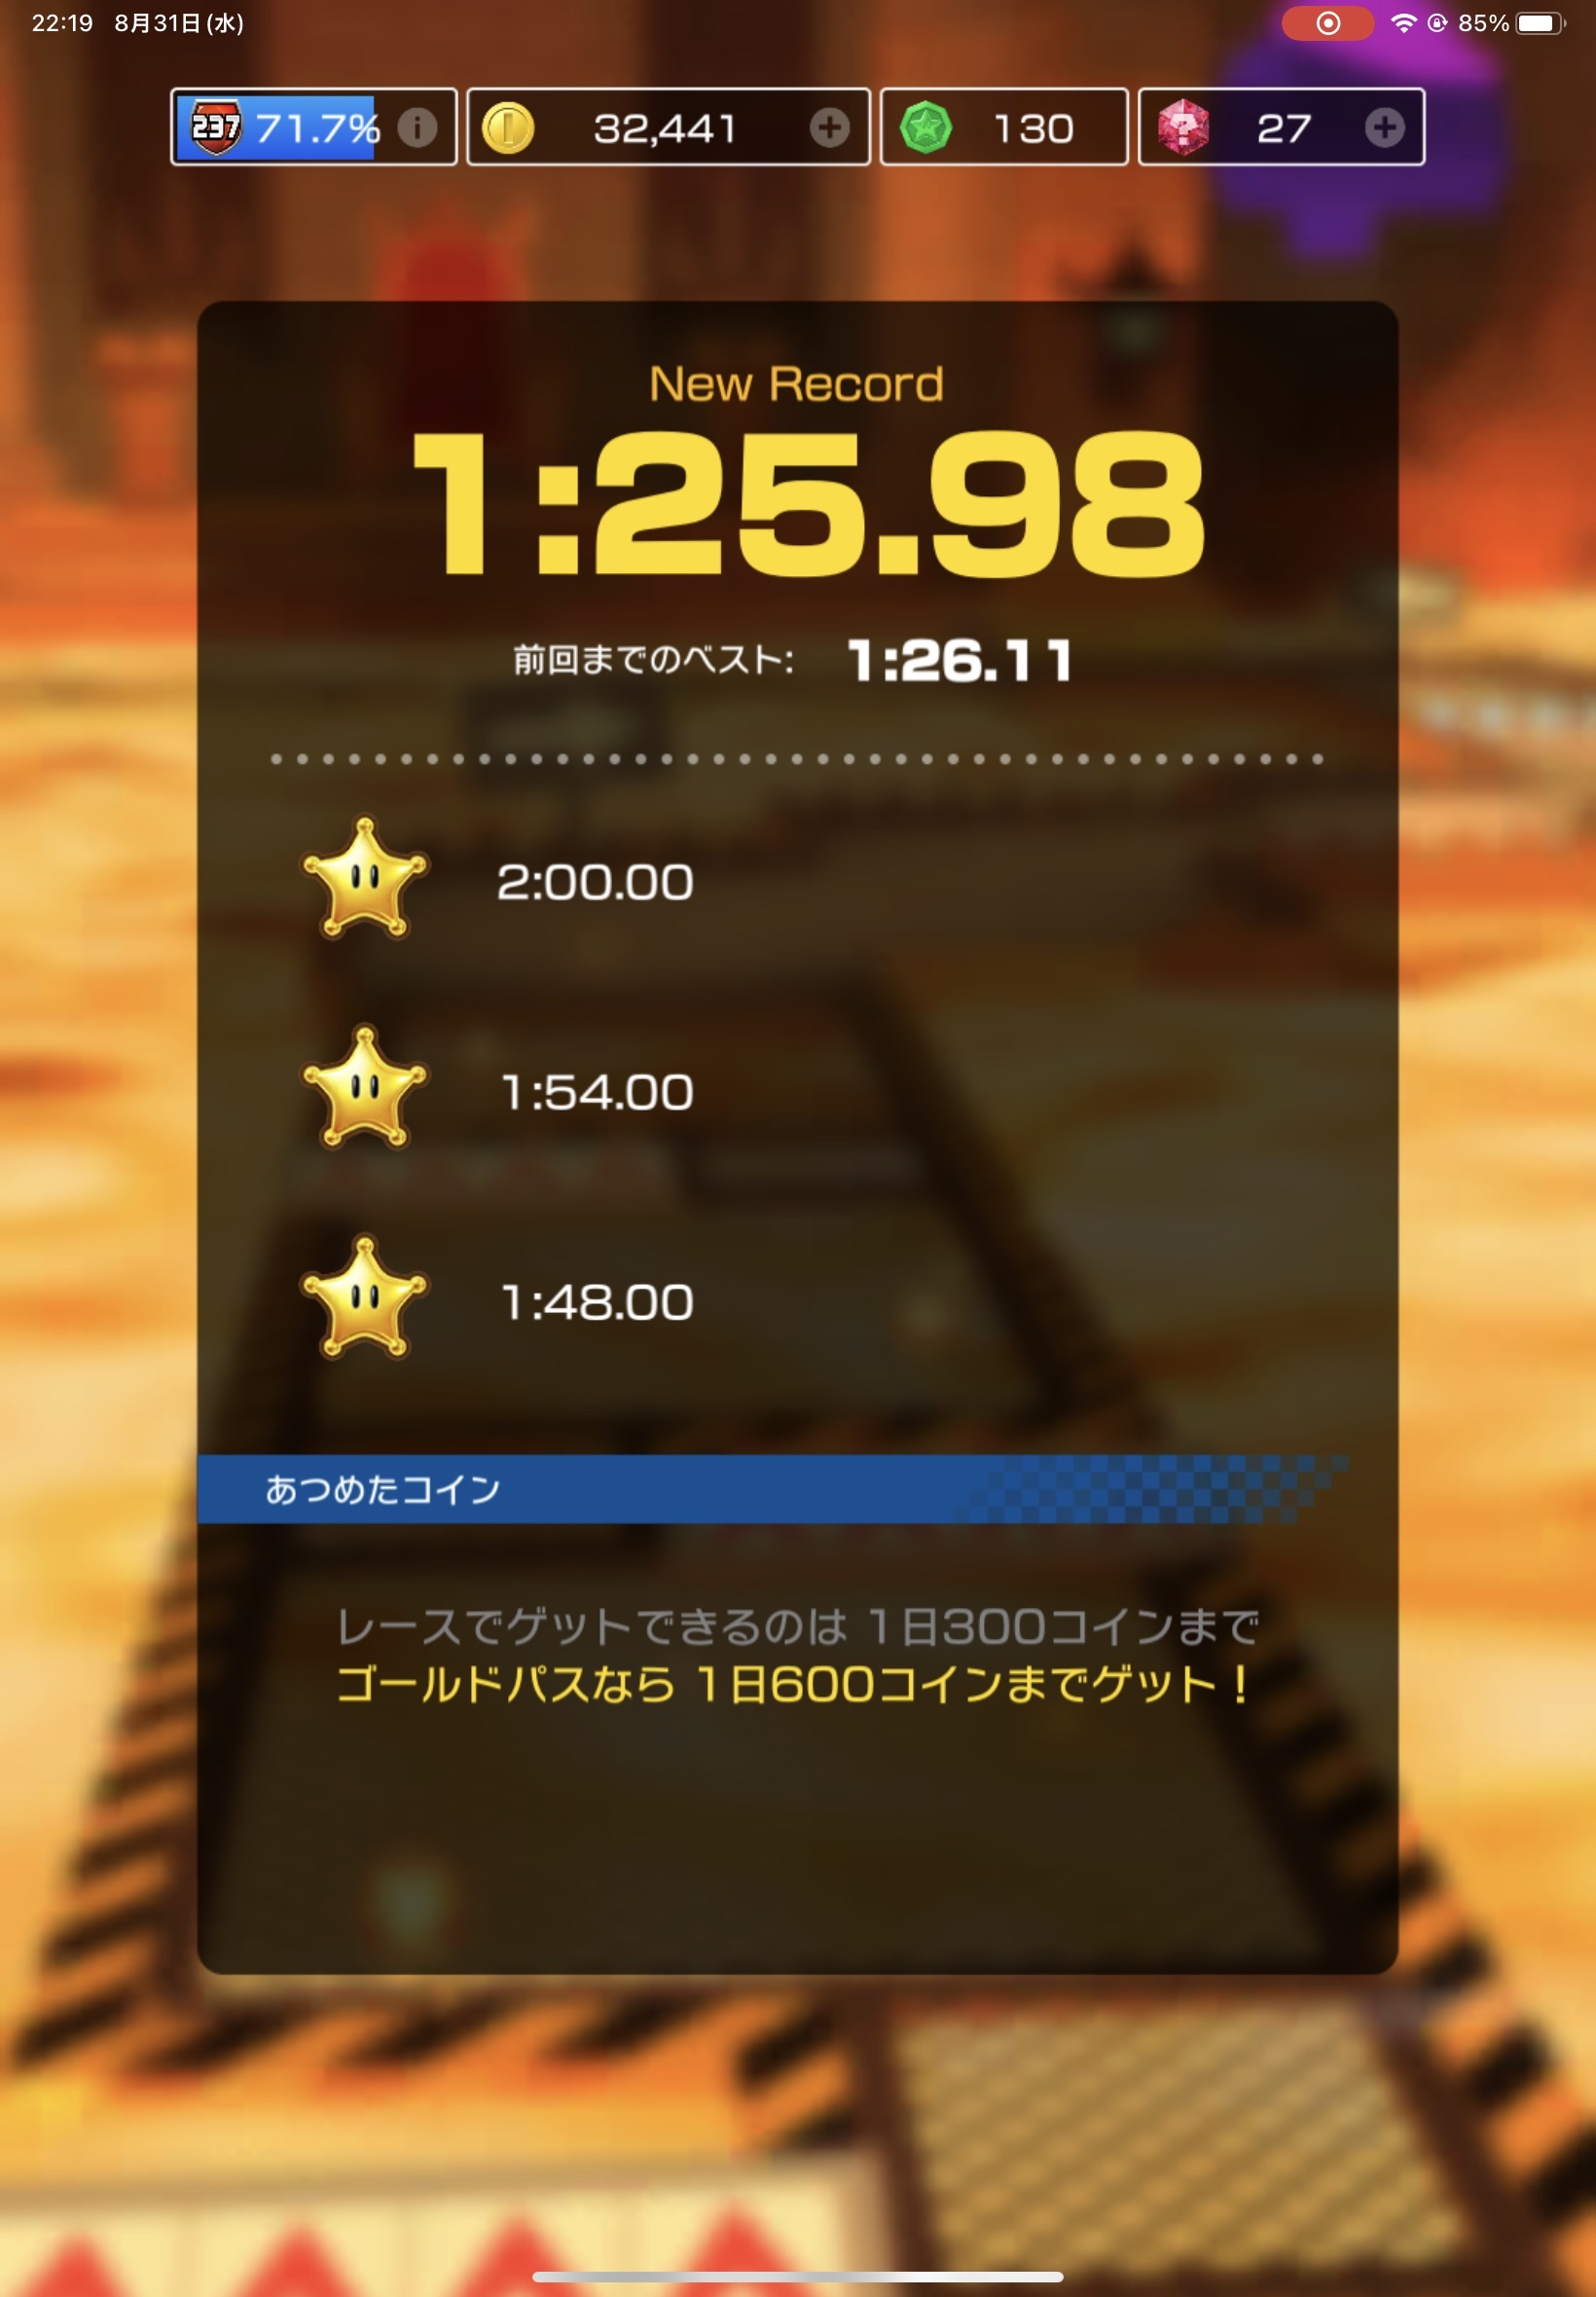 22:19 8月31日(水) 85%
237 71.7% i 32,441 + 130 ? 27 +
New Record
1:25.98
前回までのベスト: 1:26.11
2:00.00
1:54.00
1:48.00
あつめたコイン
レースでゲットできるのは 1日300コインまで
ゴールドパスなら 1日600コインまでゲット！